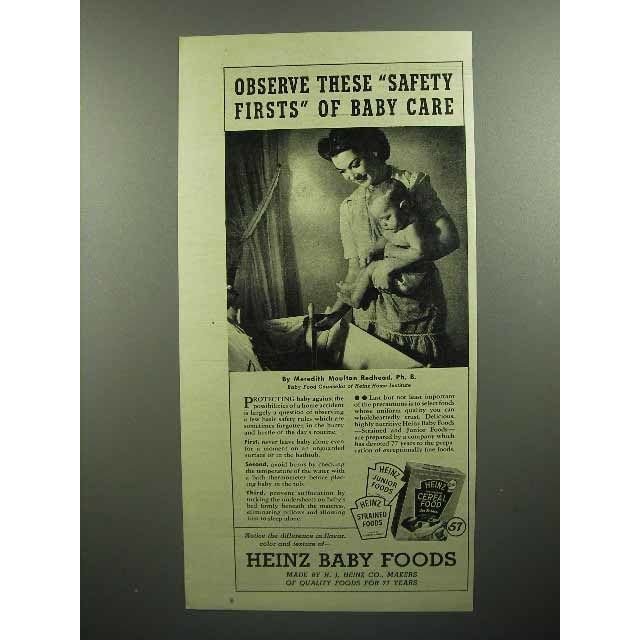 OBSERVE THESE "SAFETY
FIRSTS" OF BABY CARE
By Meredith Moulton Redhead, Ph. B.
Baby Food Counselor of Heinz Home Institute
PROTECTING baby against the
possibilities of a home accident
is largely a question of observing
a few basic safety rules which are
sometimes forgotten in the hurry
and bustle of the day's routine.
First, never leave baby alone even
for a moment on an unguarded
surface or in the bathtub.
Second, avoid burns by checking
the temperature of the water with
a bath thermometer before placing
baby in the tub.
Third, prevent suffocation by
tucking the undersheets on baby's
bed firmly beneath the mattress,
eliminating pillows and allowing
him to sleep alone.
●● Last but not least important
of the precautions is to select foods
whose uniform quality you can
wholeheartedly trust. Delicious,
highly nutritive Heinz Baby Foods
—Strained and Junior Foods—
are prepared by a company which
has devoted 77 years to the prepa-
ration of exceptionally fine foods.
HEINZ
JUNIOR
FOODS
HEINZ
STRAINED
FOODS
HEINZ
CEREAL
FOOD
57
Notice the difference in flavor,
color and texture of—
HEINZ BABY FOODS
MADE BY H. J. HEINZ CO., MAKERS
OF QUALITY FOODS FOR 77 YEARS